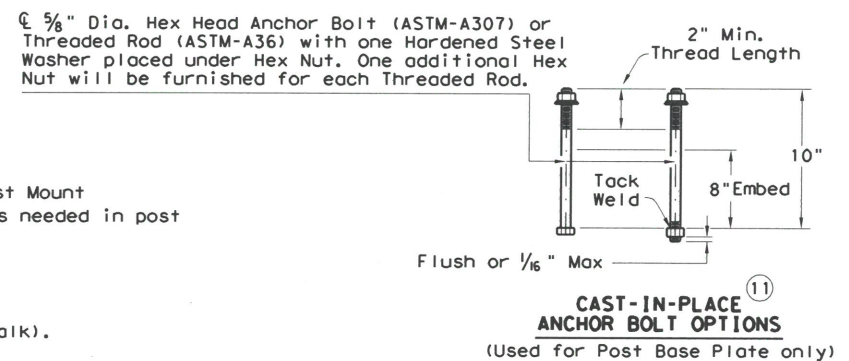 ℄ 5/8" Dia. Hex Head Anchor Bolt (ASTM-A307) or
Threaded Rod (ASTM-A36) with one Hardened Steel
Washer placed under Hex Nut. One additional Hex
Nut will be furnished for each Threaded Rod.
2" Min.
Thread Length
10"
st Mount
s needed in post
Tack
Weld
8"Embed
Flush or 1/16" Max
alk).
CAST-IN-PLACE 11
ANCHOR BOLT OPTIONS
(Used for Post Base Plate only)